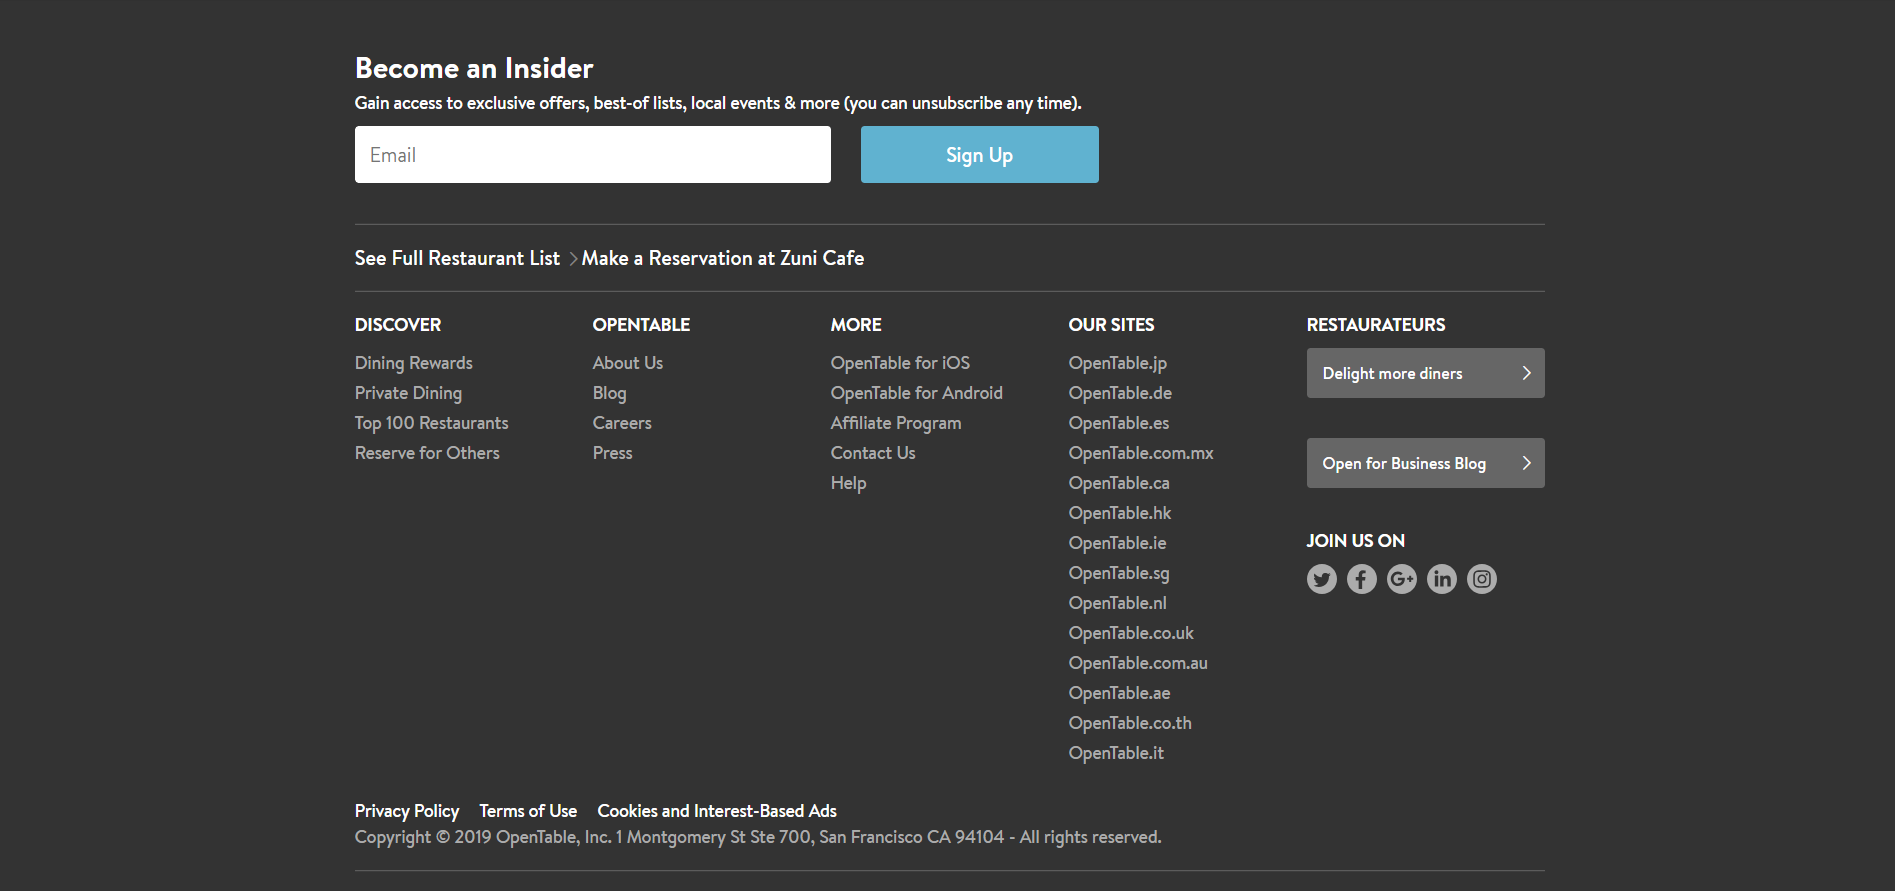 Become an Insider
Gain access to exclusive offers, best-of lists, local events & more (you can unsubscribe any time).
Email
Sign Up
See Full Restaurant List
Make a Reservation at Zuni Cafe
DISCOVER
Dining Rewards
Private Dining
Top 100 Restaurants
Reserve for Others
OPENTABLE
About Us
Blog
Careers
Press
MORE
OpenTable for iOS
OpenTable for Android
Affiliate Program
Contact Us
Help
OUR SITES
OpenTable.jp
OpenTable.de
OpenTable.es
OpenTable.com.mx
OpenTable.ca
OpenTable.hk
OpenTable.ie
OpenTable.sg
OpenTable.nl
OpenTable.co.uk
OpenTable.com.au
OpenTable.ae
OpenTable.co.th
OpenTable.it
RESTAURATEURS
Delight more diners
Open for Business Blog
JOIN US ON
Privacy Policy Terms of Use Cookies and Interest-Based Ads
Copyright © 2019 OpenTable, Inc. 1 Montgomery St Ste 700, San Francisco CA 94104 - All rights reserved.